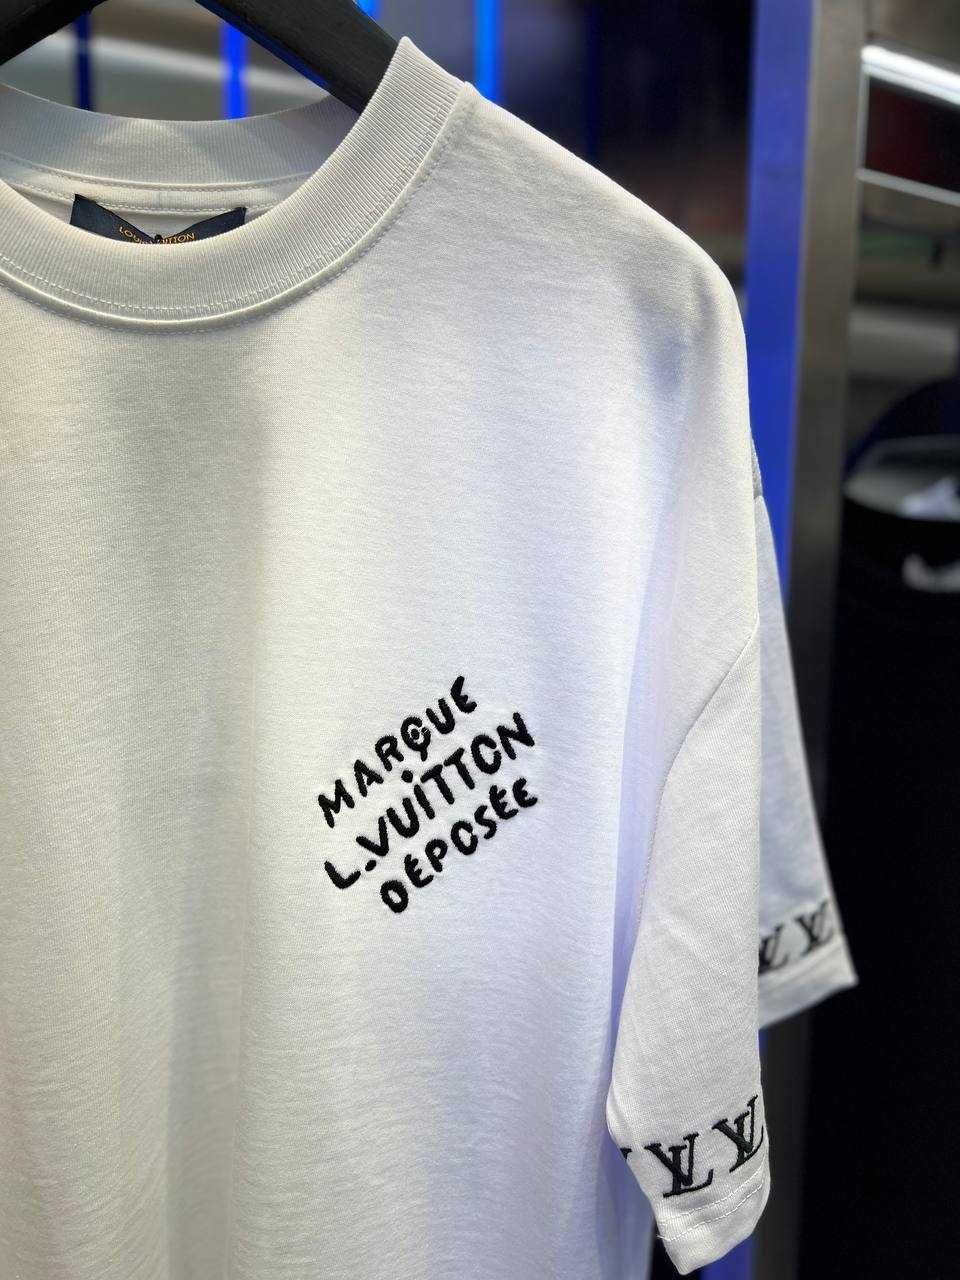 LOUIS VUITTON
MARQUE
L.VUITTON
DÉPOSÉE
LV LV
LV LV